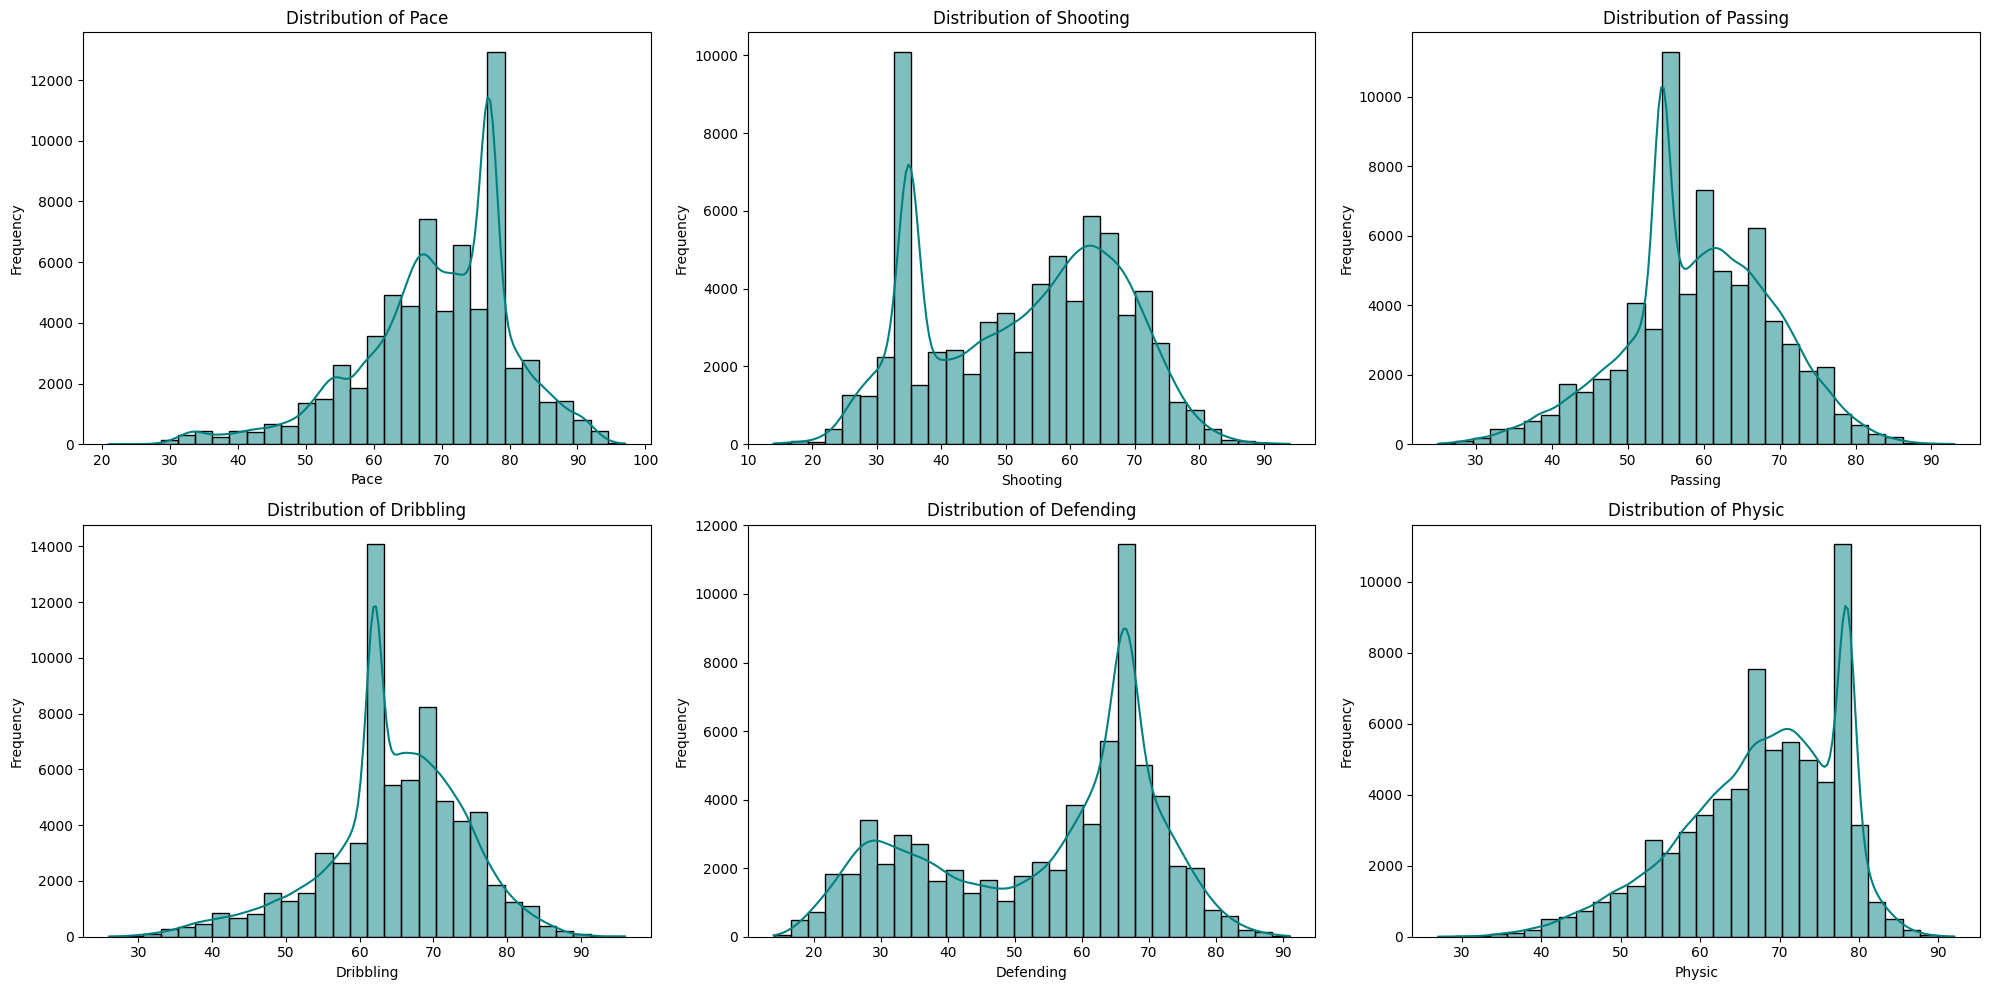 Distribution of Pace
Frequency
12000
10000
8000
6000
4000
2000
0
20 30 40 50 60 70 80 90 100
Pace
Distribution of Shooting
Frequency
10000
8000
6000
4000
2000
0
10 20 30 40 50 60 70 80 90
Shooting
Distribution of Passing
Frequency
10000
8000
6000
4000
2000
0
30 40 50 60 70 80 90
Passing
Distribution of Dribbling
Frequency
14000
12000
10000
8000
6000
4000
2000
0
30 40 50 60 70 80 90
Dribbling
Distribution of Defending
Frequency
12000
10000
8000
6000
4000
2000
0
20 30 40 50 60 70 80 90
Defending
Distribution of Physic
Frequency
10000
8000
6000
4000
2000
0
30 40 50 60 70 80 90
Physic